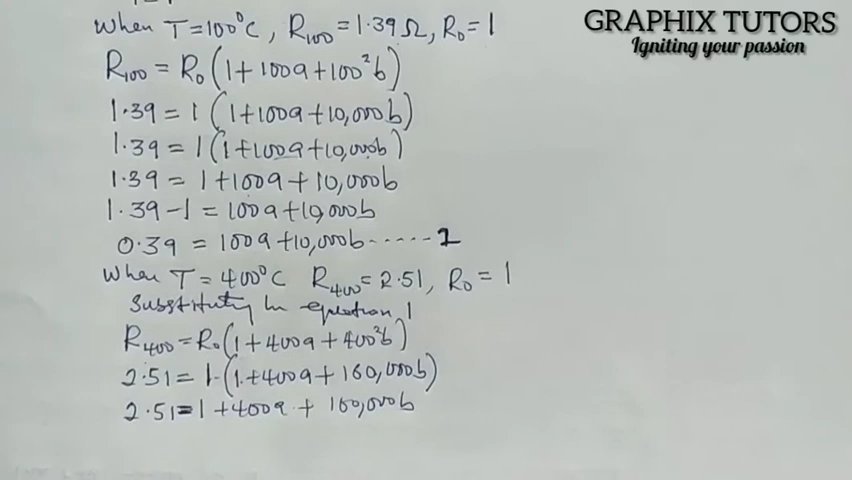 GRAPHIX TUTORS
Igniting your passion
When T=100°C, R₁₀₀=1.39Ω, R₀=1
R₁₀₀ = R₀(1+100a+100²b)
1.39 = 1(1+100a+10,000b)
1.39 = 1(1+100a+10,000b)
1.39 = 1+100a+10,000b
1.39-1 = 100a+10,000b
0.39 = 100a+10,000b ------ 2
When T=400°C R₄₀₀=2.51, R₀=1
Substituting in equation 1
R₄₀₀=R₀(1+400a+400²b)
2.51=1·(1+400a+160,000b)
2.51=1+400a+160,000b